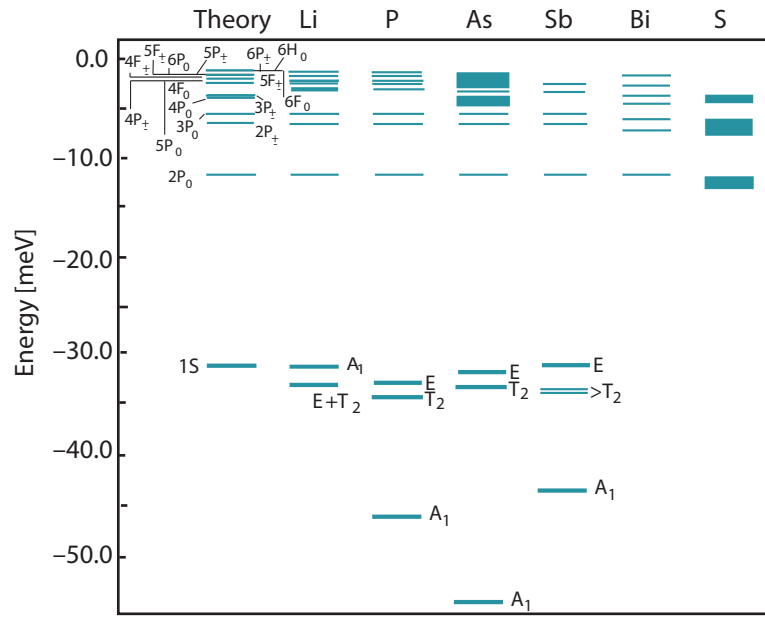 Theory Li P As Sb Bi S
0.0
−10.0
−20.0
−30.0
−40.0
−50.0
Energy [meV]
5F± 6P0 5P± 6P± 6H0
4F± 5F±
4F0 6F0
4P0 3P±
4P± 3P0 2P±
5P0
2P0
1S A1 E E
E+T2 E T2 T2 >T2
A1
A1
A1